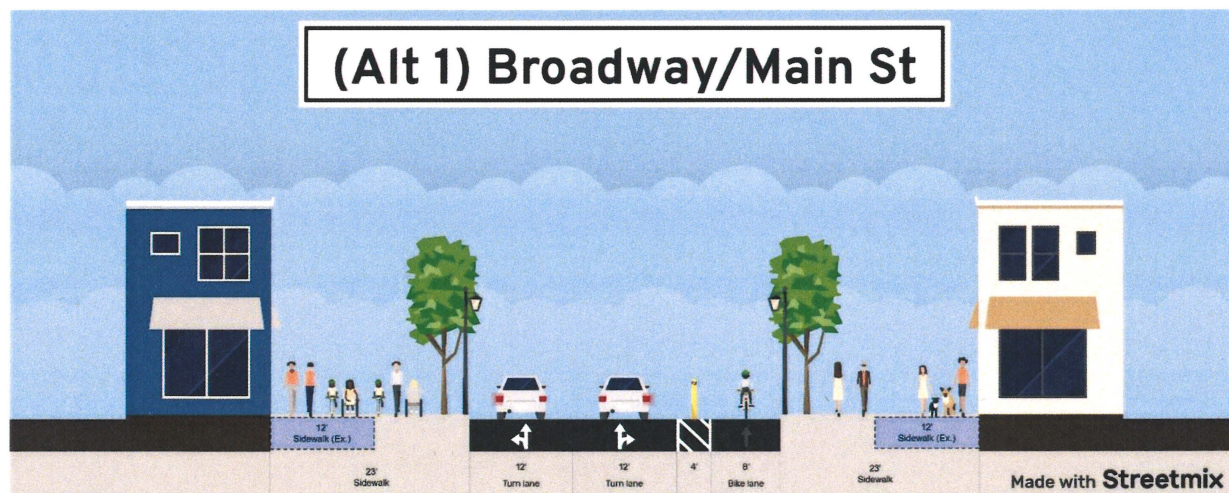 (Alt 1) Broadway/Main St
12'
Sidewalk (Ex.)
12'
Sidewalk (Ex.)
23'
Sidewalk
12'
Turn lane
12'
Turn lane
4'
8'
Bike lane
23'
Sidewalk
Made with Streetmix